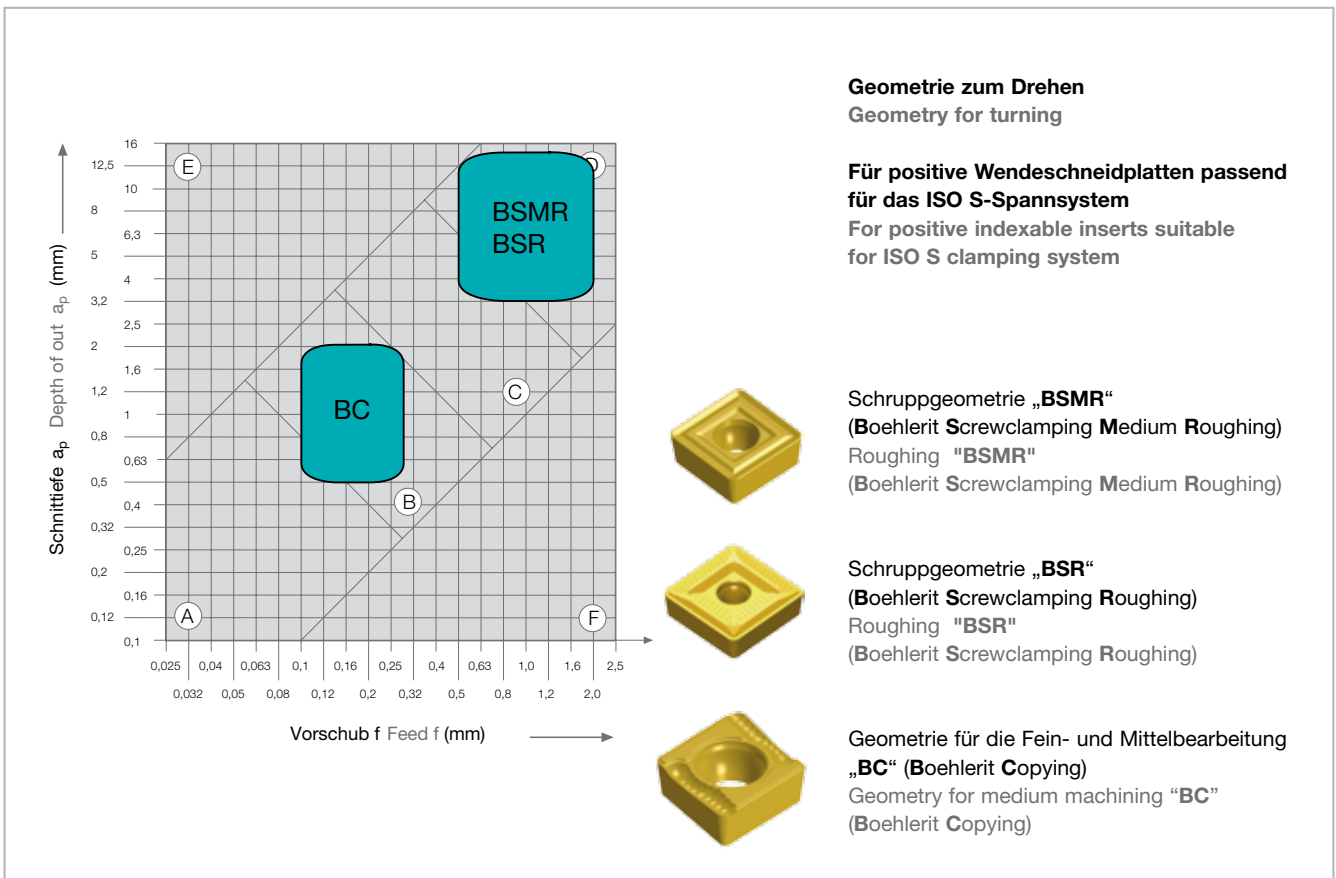 Geometrie zum Drehen
Geometry for turning
Für positive Wendeschneidplatten passend
für das ISO S-Spannsystem
For positive indexable inserts suitable
for ISO S clamping system
Schnittiefe ap Depth of out ap (mm)
16
12,5
10
8
6,3
5
4
3,2
2,5
2
1,6
1,2
1
0,8
0,63
0,5
0,4
0,32
0,25
0,2
0,16
0,12
0,1
E
D
BSMR
BSR
BC
C
B
A
F
0,025 0,04 0,063 0,1 0,16 0,25 0,4 0,63 1,0 1,6 2,5
0,032 0,05 0,08 0,12 0,2 0,32 0,5 0,8 1,2 2,0
Vorschub f Feed f (mm)
Schruppgeometrie „BSMR“
(Boehlerit Screwclamping Medium Roughing)
Roughing "BSMR"
(Boehlerit Screwclamping Medium Roughing)
Schruppgeometrie „BSR“
(Boehlerit Screwclamping Roughing)
Roughing "BSR"
(Boehlerit Screwclamping Roughing)
Geometrie für die Fein- und Mittelbearbeitung
„BC“ (Boehlerit Copying)
Geometry for medium machining “BC”
(Boehlerit Copying)